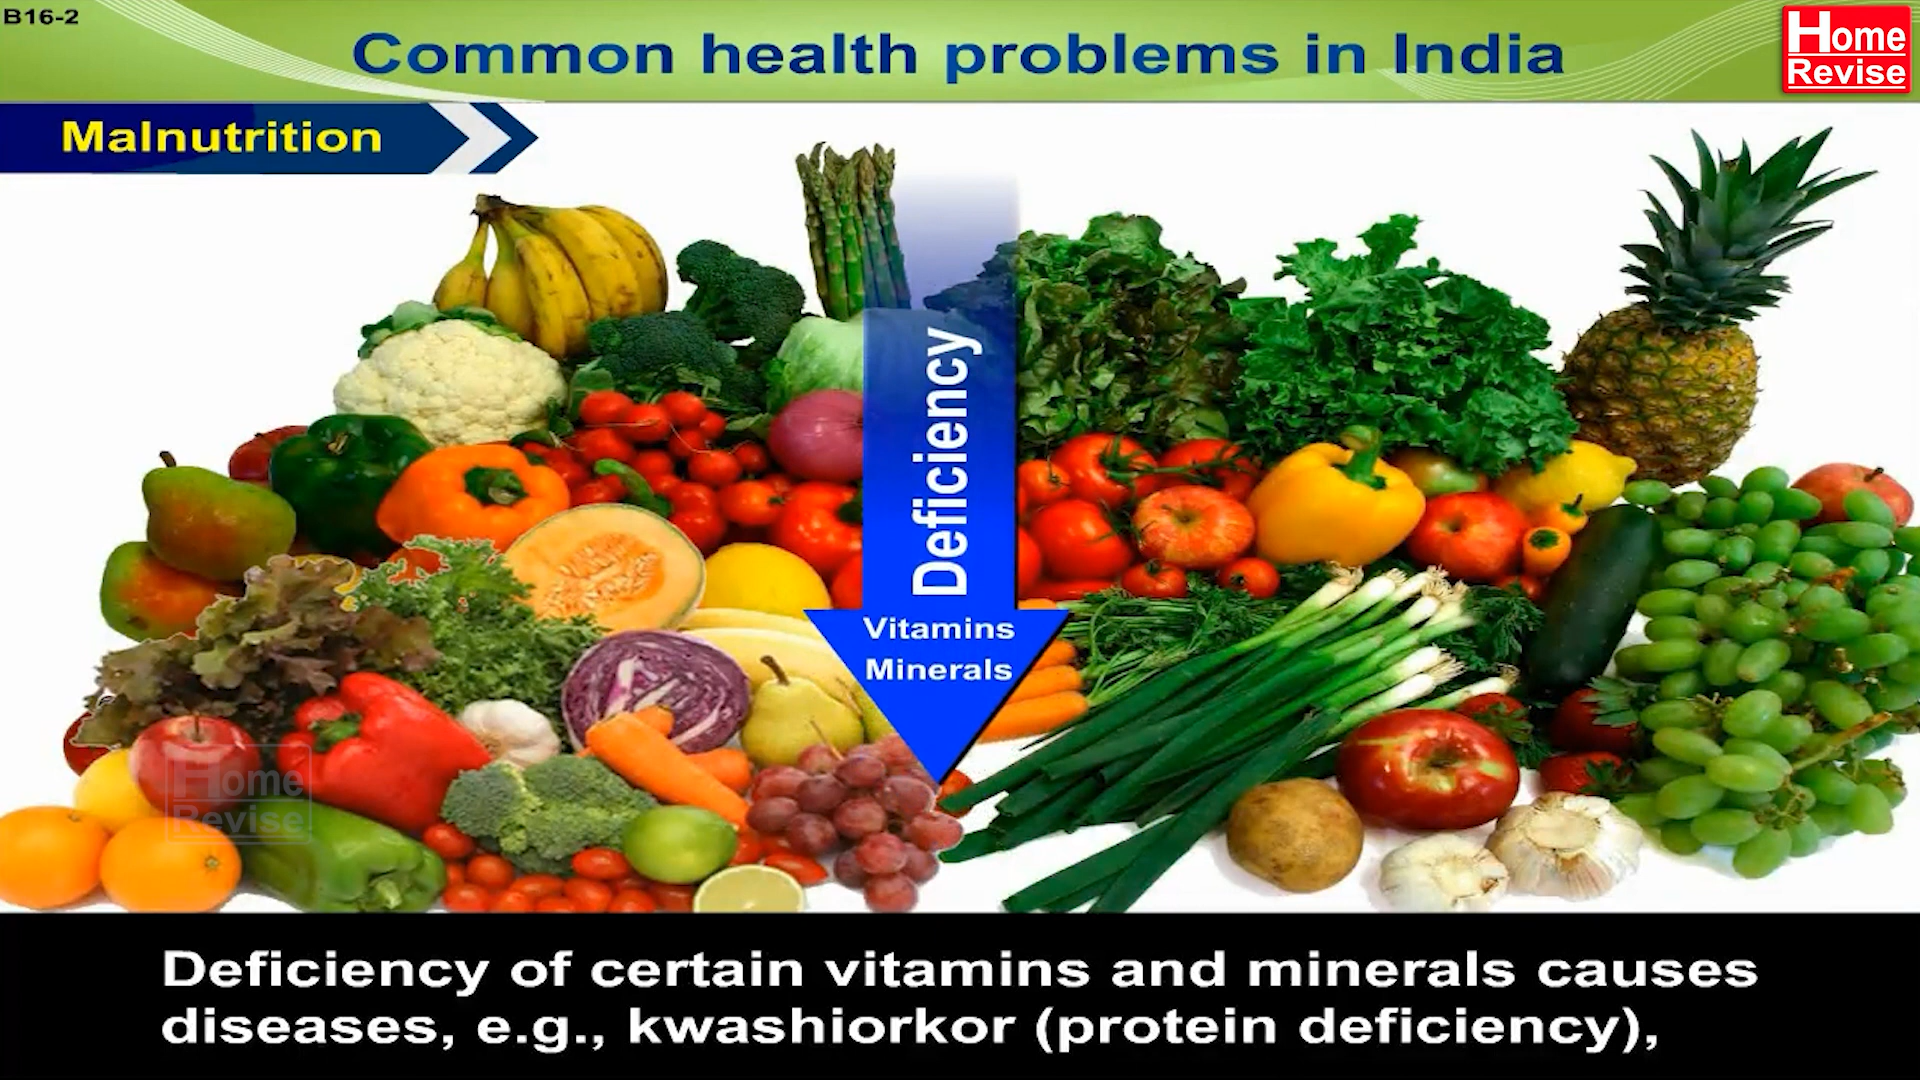 B16-2
Common health problems in India
Home
Revise
Malnutrition
Deficiency
Vitamins
Minerals
Home
Revise
Deficiency of certain vitamins and minerals causes
diseases, e.g., kwashiorkor (protein deficiency),